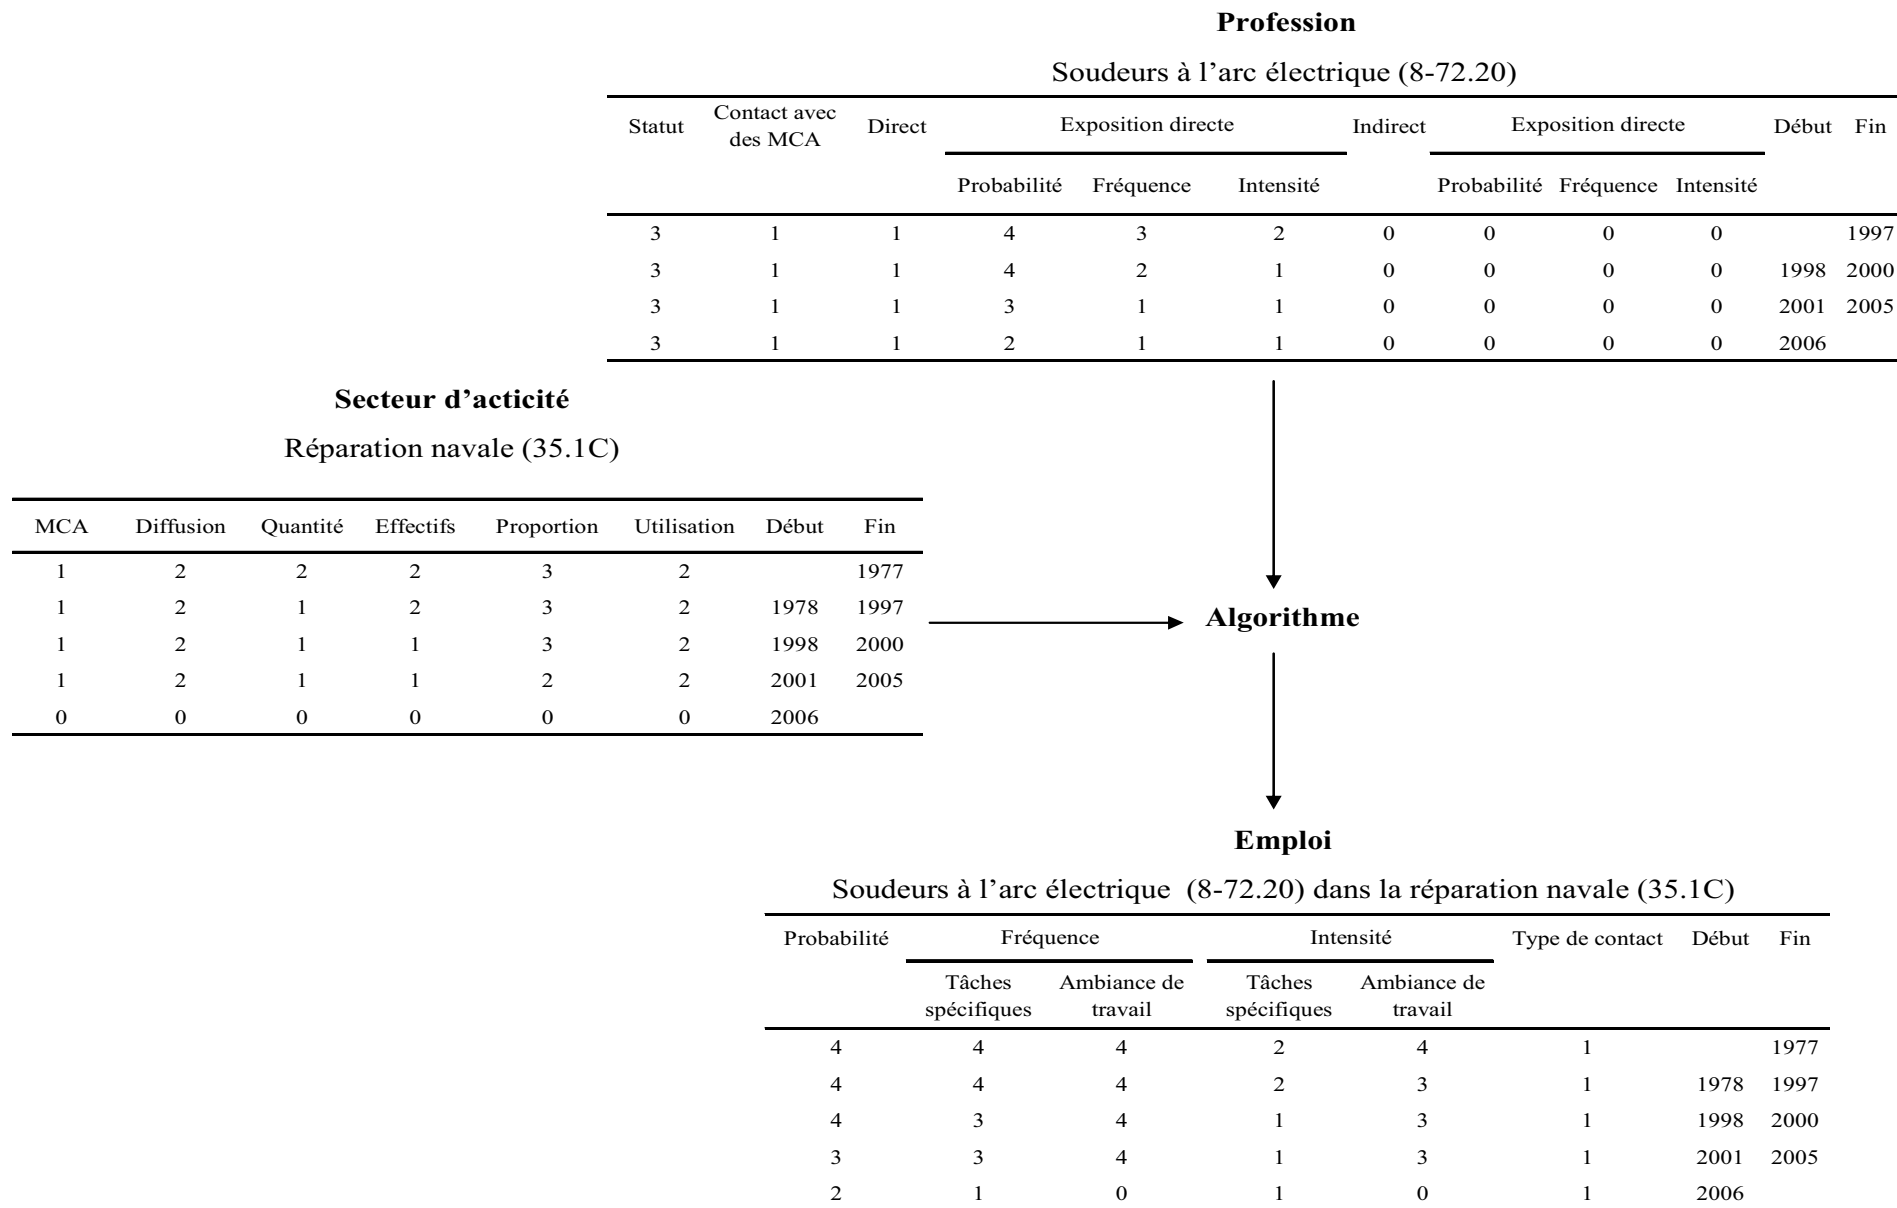 Profession
Soudeurs à l’arc électrique (8-72.20)
Statut Contact avec des MCA Direct Exposition directe Indirect Exposition directe Début Fin
Probabilité Fréquence Intensité Probabilité Fréquence Intensité
3 1 1 4 3 2 0 0 0 0 1997
3 1 1 4 2 1 0 0 0 0 1998 2000
3 1 1 3 1 1 0 0 0 0 2001 2005
3 1 1 2 1 1 0 0 0 0 2006
Secteur d’acticité
Réparation navale (35.1C)
MCA Diffusion Quantité Effectifs Proportion Utilisation Début Fin
1 2 2 2 3 2 1977
1 2 1 2 3 2 1978 1997
1 2 1 1 3 2 1998 2000
1 2 1 1 2 2 2001 2005
0 0 0 0 0 0 2006
Algorithme
Emploi
Soudeurs à l’arc électrique (8-72.20) dans la réparation navale (35.1C)
Probabilité Fréquence Intensité Type de contact Début Fin
Tâches spécifiques Ambiance de travail Tâches spécifiques Ambiance de travail
4 4 4 2 4 1 1977
4 4 4 2 3 1 1978 1997
4 3 4 1 3 1 1998 2000
3 3 4 1 3 1 2001 2005
2 1 0 1 0 1 2006